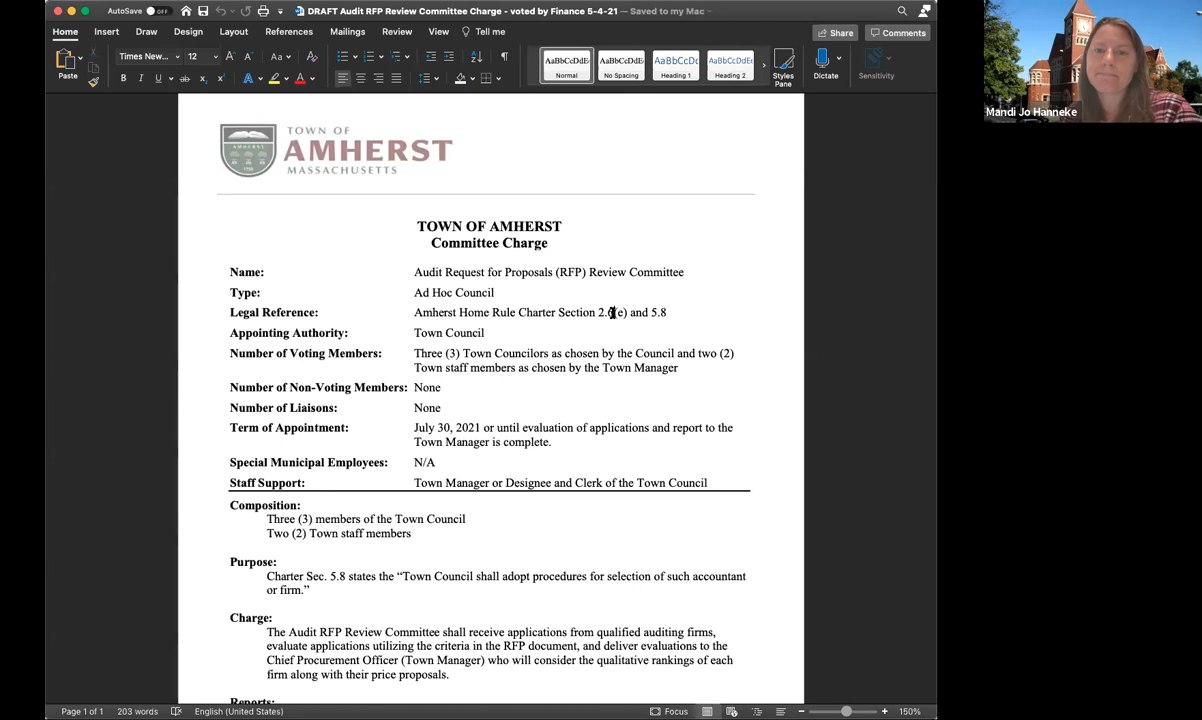 AutoSave OFF DRAFT Audit RFP Review Committee Charge - voted by Finance 5-4-21 — Saved to my Mac
Home Insert Draw Design Layout References Mailings Review View Tell me Share Comments
Paste Times New... 12 Aa AaBbCcDdE Normal AaBbCcDdE No Spacing AaBbCcDc Heading 1 AaBbCcDdE Heading 2 Styles Pane Dictate Sensitivity
Mandi Jo Hanneke
TOWN OF
AMHERST
MASSACHUSETTS
TOWN OF AMHERST
Committee Charge
Name: Audit Request for Proposals (RFP) Review Committee
Type: Ad Hoc Council
Legal Reference: Amherst Home Rule Charter Section (e) and 5.8
Appointing Authority: Town Council
Number of Voting Members: Three (3) Town Councilors as chosen by the Council and two (2)
Town staff members as chosen by the Town Manager
Number of Non-Voting Members: None
Number of Liaisons: None
Term of Appointment: July 30, 2021 or until evaluation of applications and report to the
Town Manager is complete.
Special Municipal Employees: N/A
Staff Support: Town Manager or Designee and Clerk of the Town Council
Composition:
Three (3) members of the Town Council
Two (2) Town staff members
Purpose:
Charter Sec. 5.8 states the “Town Council shall adopt procedures for selection of such accountant
or firm.”
Charge:
The Audit RFP Review Committee shall receive applications from qualified auditing firms,
evaluate applications utilizing the criteria in the RFP document, and deliver evaluations to the
Chief Procurement Officer (Town Manager) who will consider the qualitative rankings of each
firm along with their price proposals.
Reports:
Page 1 of 1 203 words English (United States) Focus 150%